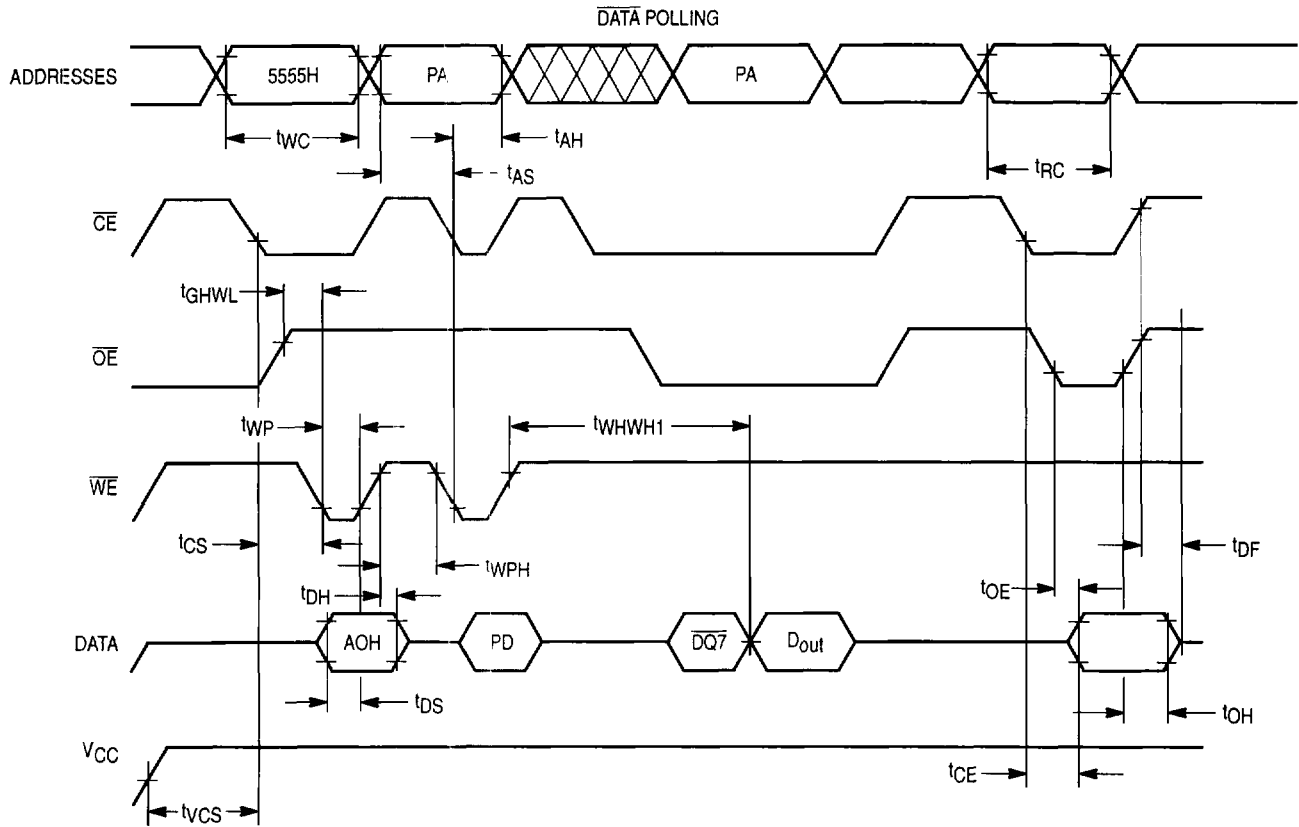 DATA POLLING
ADDRESSES
5555H
PA
PA
tWC
tAH
tAS
tRC
CE
tGHWL
OE
tWP
tWHWH1
WE
tCS
tWPH
tDF
tDH
tOE
DATA
AOH
PD
DQ7
Dout
tDS
tOH
VCC
tCE
tVCS